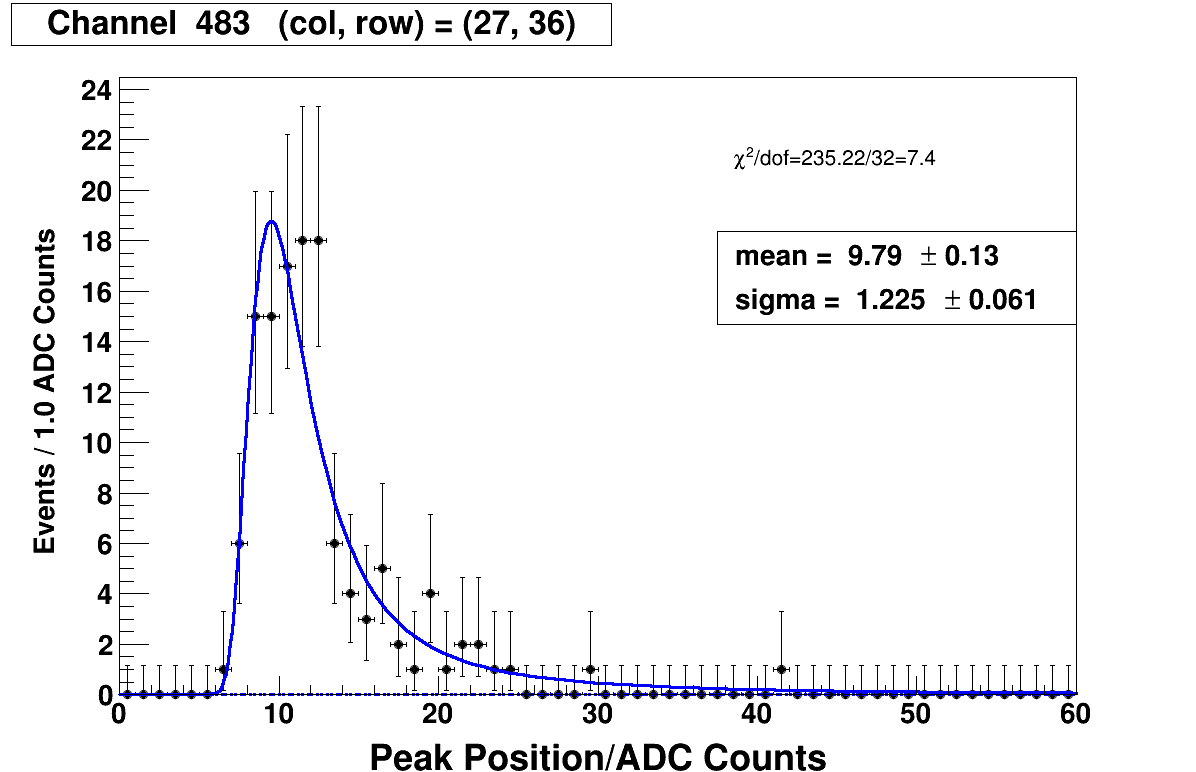 Channel 483 (col, row) = (27, 36)
24
22
20
18
16
14
12
10
8
6
4
2
0
Events / 1.0 ADC Counts
χ²/dof=235.22/32=7.4
mean = 9.79 ± 0.13
sigma = 1.225 ± 0.061
0 10 20 30 40 50 60
Peak Position/ADC Counts